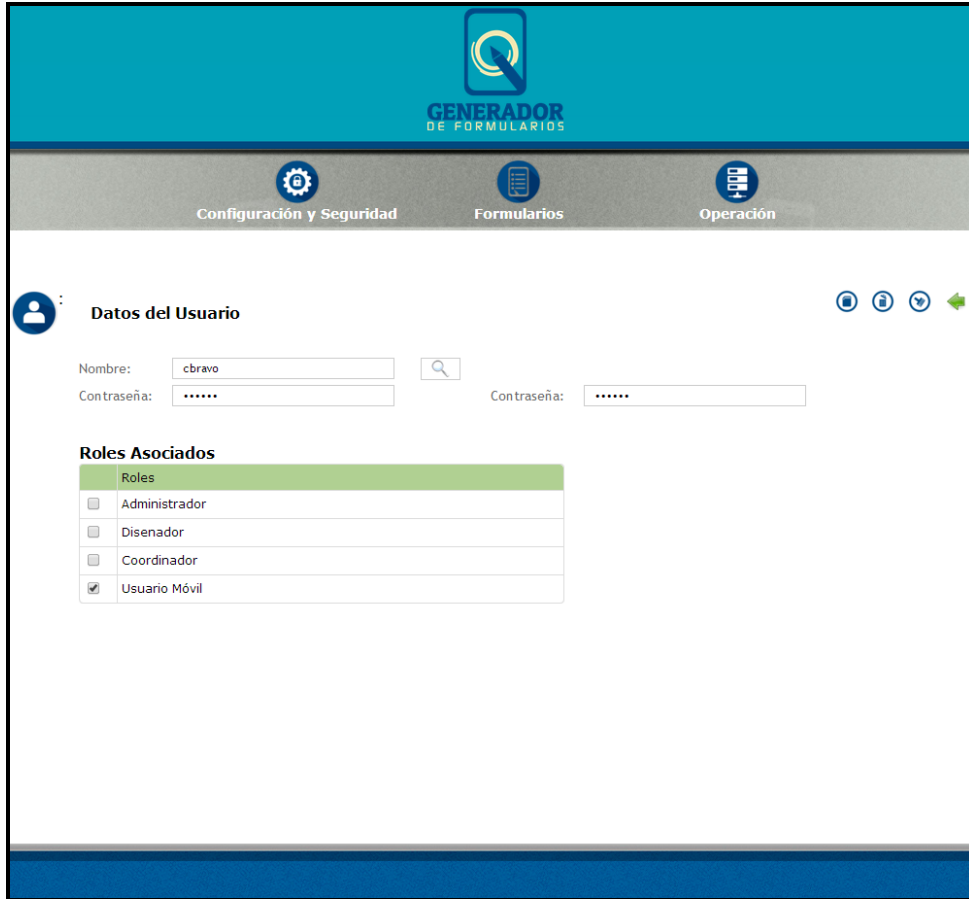 GENERADOR
DE FORMULARIOS
Configuración y Seguridad Formularios Operación
:
Datos del Usuario
Nombre: cbravo
Contraseña: •••••• Contraseña: ••••••
Roles Asociados
Roles
Administrador
Disenador
Coordinador
Usuario Móvil